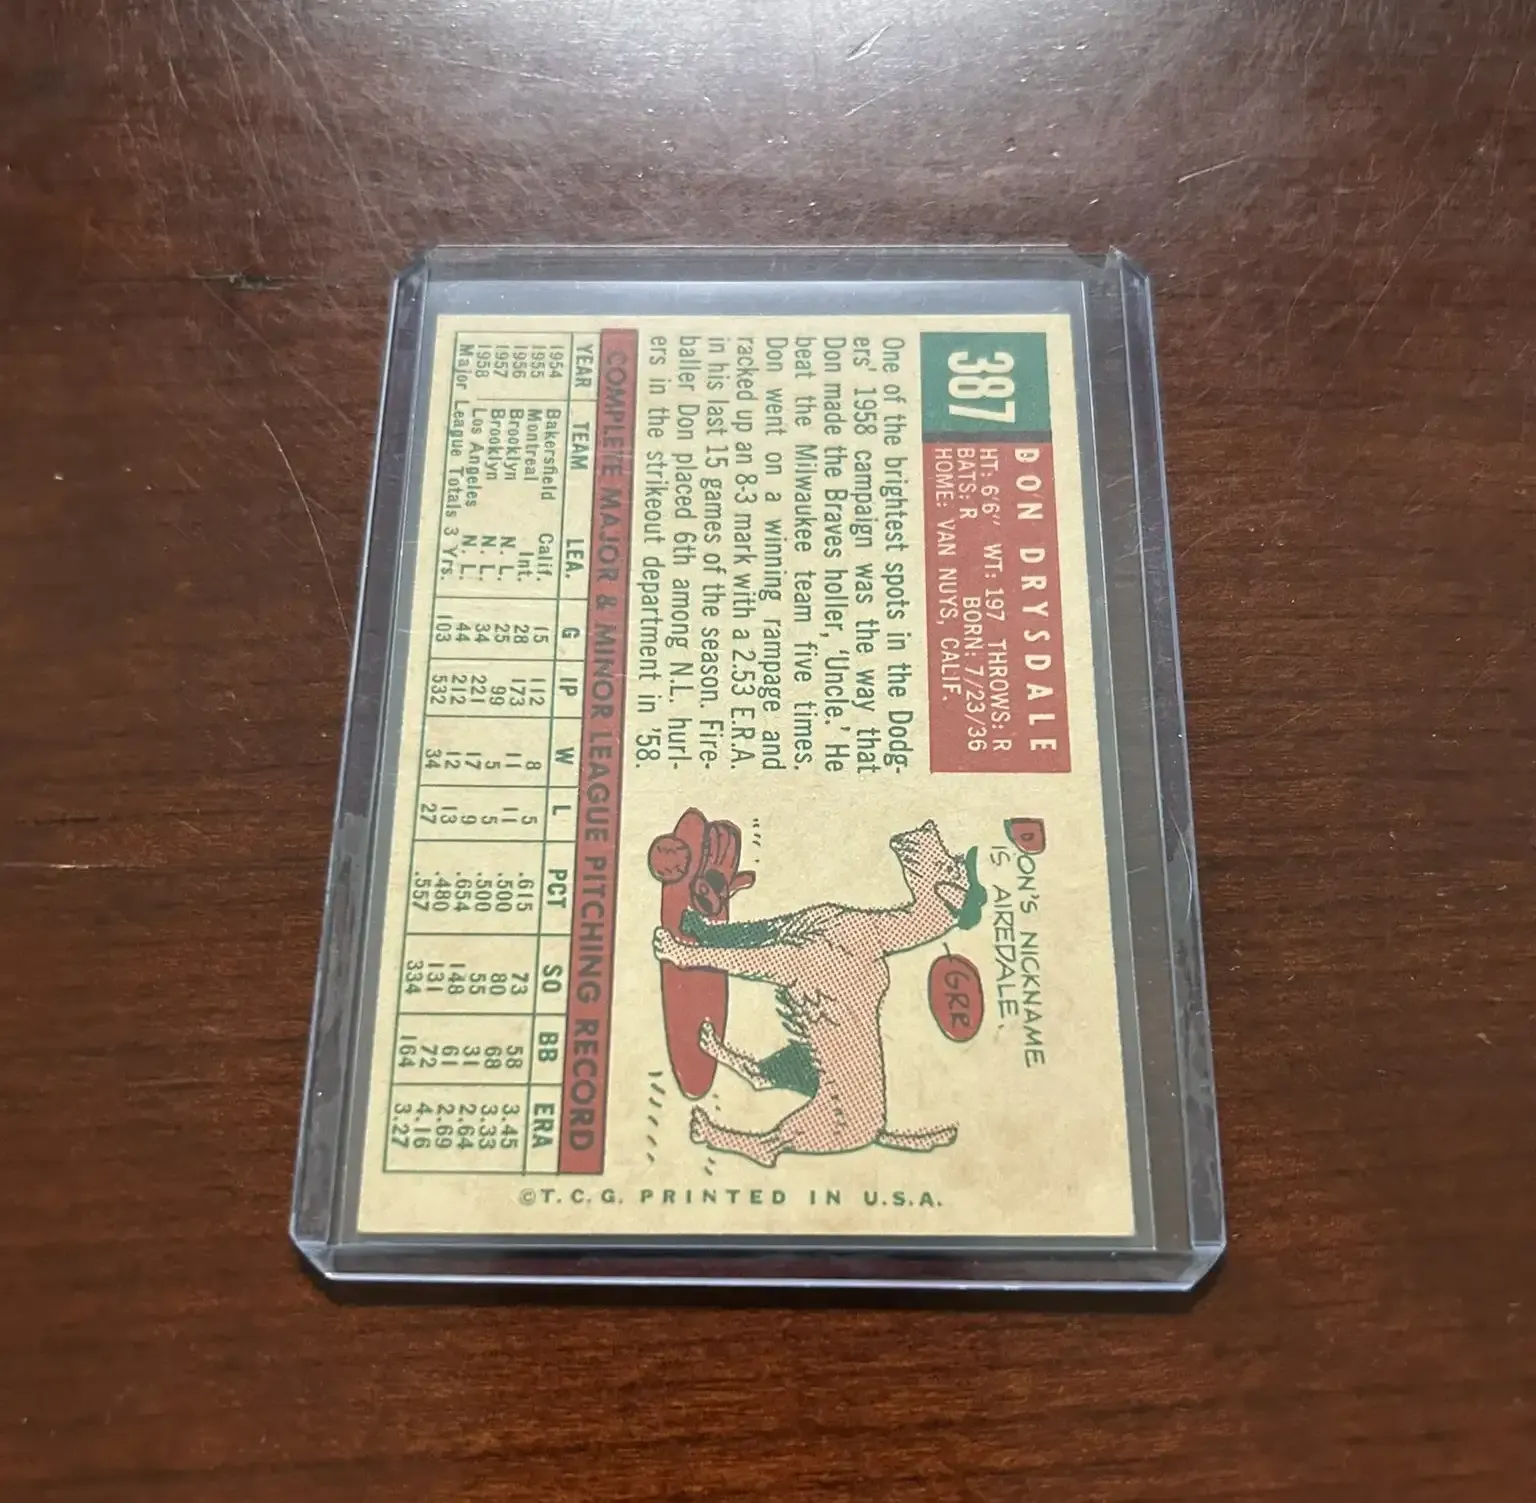 387
DON DRYSDALE
HT: 6'6" WT: 197 THROWS: R
BATS: R BORN: 7/23/36
HOME: VAN NUYS, CALIF.
One of the brightest spots in the Dodg-
ers' 1958 campaign was the way that
Don made the Braves holler, 'Uncle.' He
beat the Milwaukee team five times.
Don went on a winning rampage and
racked up an 8-3 mark with a 2.53 E.R.A.
in his last 15 games of the season. Fire-
baller Don placed 6th among N.L. hurl-
ers in the strikeout department in '58.
DON'S NICKNAME
IS AIREDALE.
GRR
COMPLETE MAJOR & MINOR LEAGUE PITCHING RECORD
YEAR TEAM LEA. G IP W L PCT SO BB ERA
1954 Bakersfield Calif. 15 112 8 5 .615 73 58 3.45
1955 Montreal Int. 28 173 11 11 .500 80 68 3.33
1956 Brooklyn N. L. 25 99 5 5 .500 55 31 2.64
1957 Brooklyn N. L. 34 221 17 9 .654 148 61 2.69
1958 Los Angeles N. L. 44 212 12 13 .480 131 72 4.16
Major League Totals 3 Yrs. 103 532 34 27 .557 334 164 3.27
©T. C. G. PRINTED IN U.S.A.